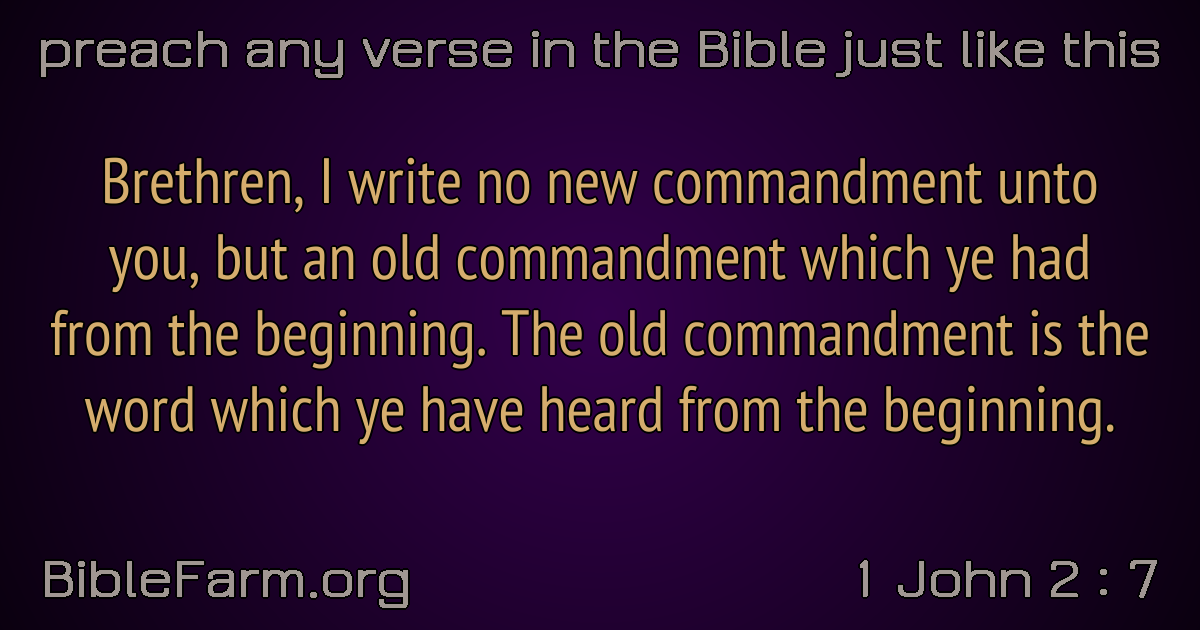 preach any verse in the Bible just like this
Brethren, I write no new commandment unto
you, but an old commandment which ye had
from the beginning. The old commandment is the
word which ye have heard from the beginning.
BibleFarm.org
1 John 2 : 7